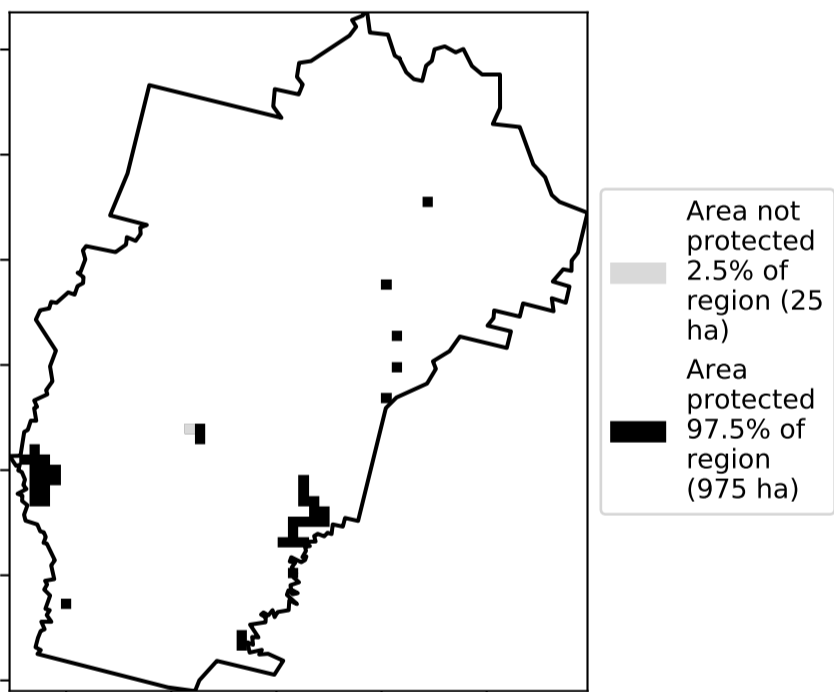 Area not
protected
2.5% of
region (25
ha)
Area
protected
97.5% of
region
(975 ha)